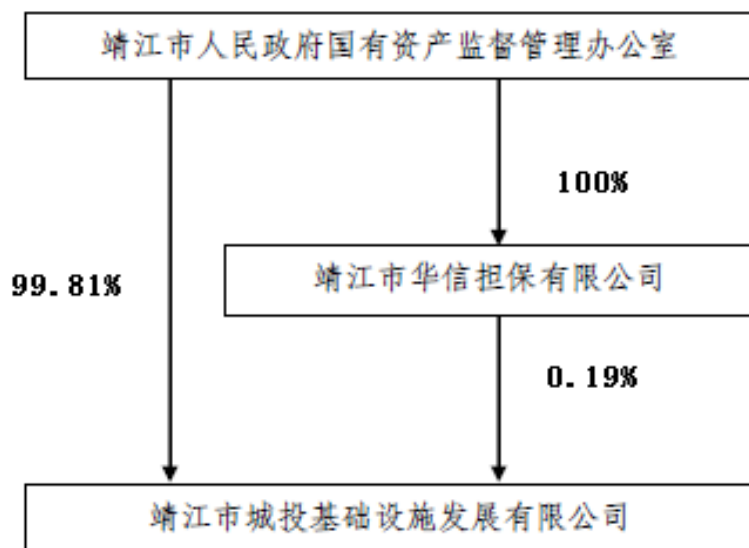 靖江市人民政府国有资产监督管理办公室
100%
靖江市华信担保有限公司
99.81%
0.19%
靖江市城投基础设施发展有限公司